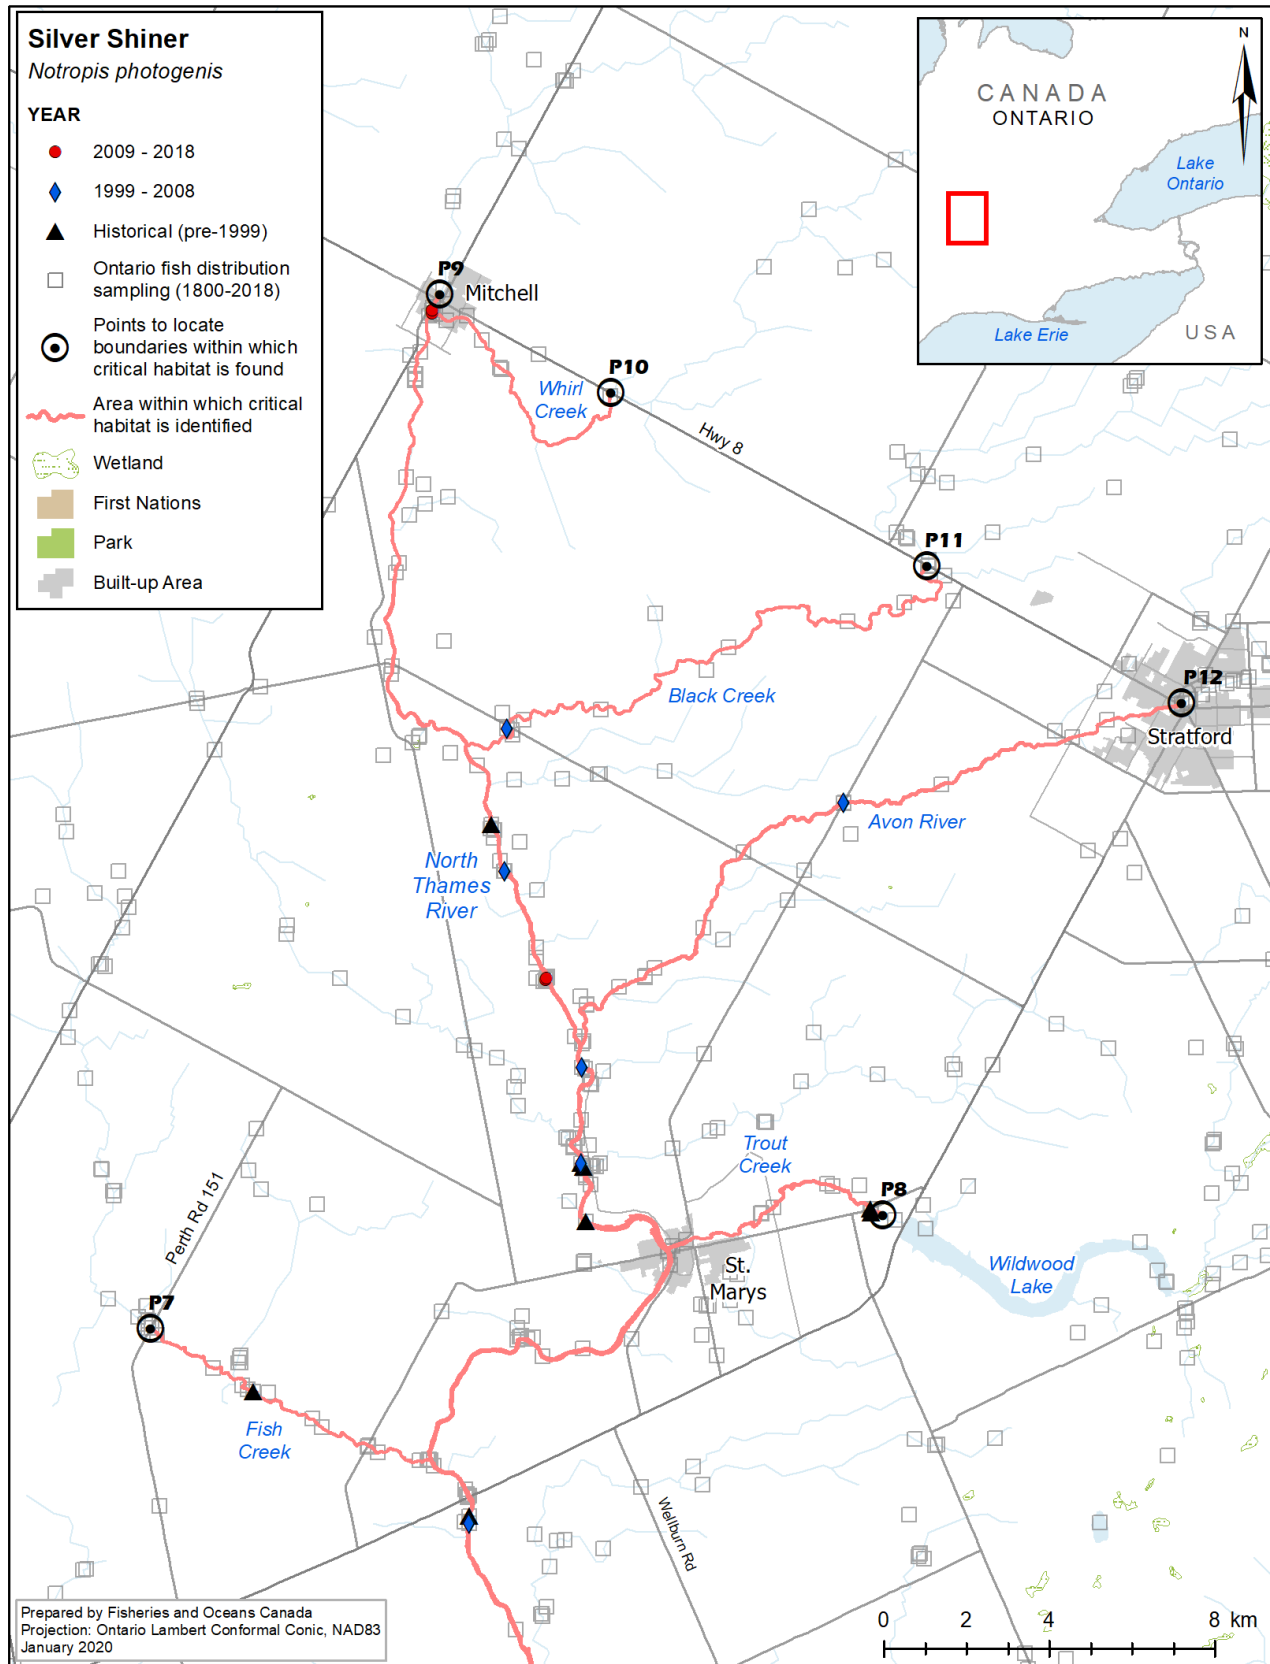 Silver Shiner
Notropis photogenis
YEAR
2009 - 2018
1999 - 2008
Historical (pre-1999)
Ontario fish distribution
sampling (1800-2018)
Points to locate
boundaries within which
critical habitat is found
Area within which critical
habitat is identified
Wetland
First Nations
Park
Built-up Area
N
CANADA
ONTARIO
Lake
Ontario
Lake Erie
USA
P9
Mitchell
P10
Whirl
Creek
Hwy 8
P11
P12
Stratford
Black Creek
Avon River
North
Thames
River
Trout
Creek
P8
Perth Rd 151
Wildwood
Lake
St.
Marys
P7
Fish
Creek
Wellburn Rd
Prepared by Fisheries and Oceans Canada
Projection: Ontario Lambert Conformal Conic, NAD83
January 2020
0 2 4 8 km